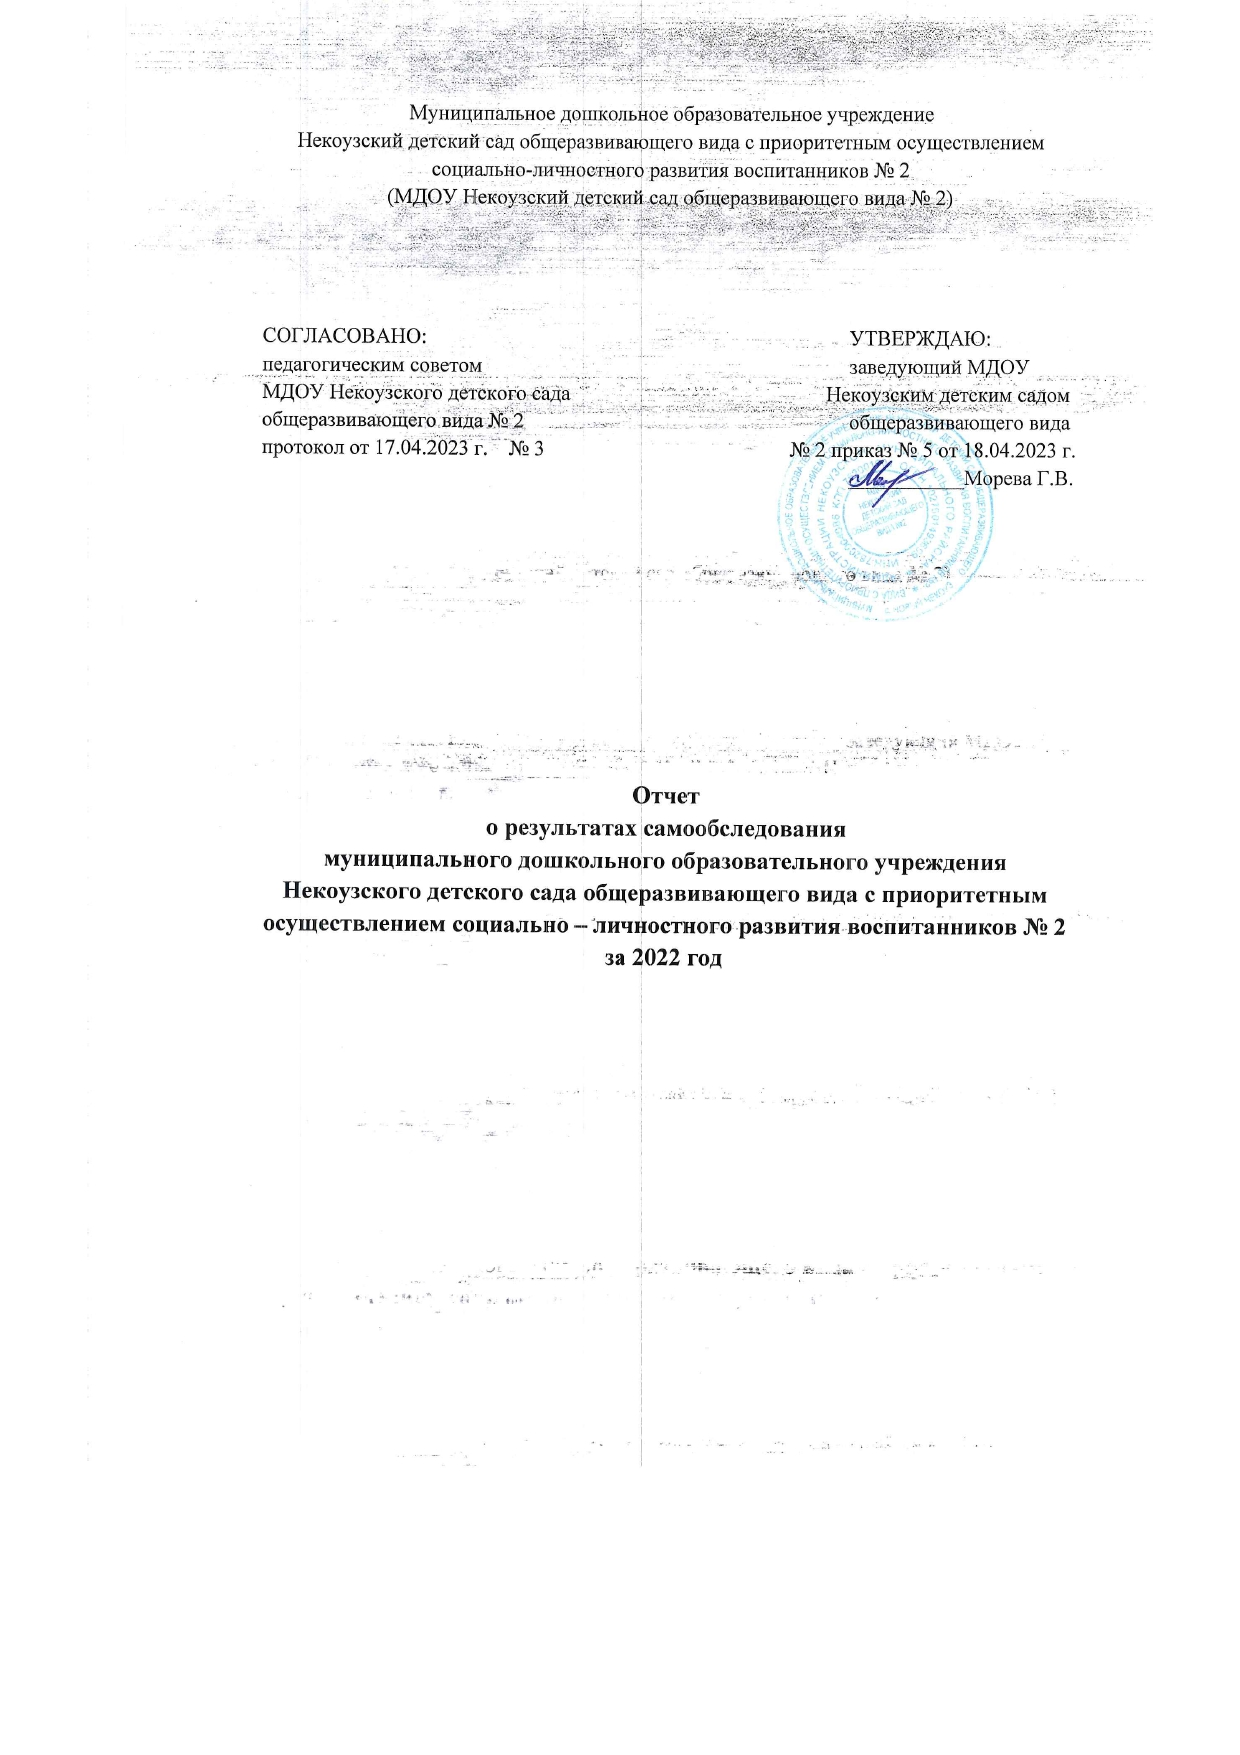 Муниципальное дошкольное образовательное учреждение
Некоузский детский сад общеразвивающего вида с приоритетным осуществлением
социально-личностного развития воспитанников № 2
(МДОУ Некоузский детский сад общеразвивающего вида № 2)
СОГЛАСОВАНО:
педагогическим советом
МДОУ Некоузского детского сада
общеразвивающего вида № 2
протокол от 17.04.2023 г. № 3
УТВЕРЖДАЮ:
заведующий МДОУ
Некоузским детским садом
общеразвивающего вида
№ 2 приказ № 5 от 18.04.2023 г.
Морева Г.В.
Отчет
о результатах самообследования
муниципального дошкольного образовательного учреждения
Некоузского детского сада общеразвивающего вида с приоритетным
осуществлением социально – личностного развития воспитанников № 2
за 2022 год